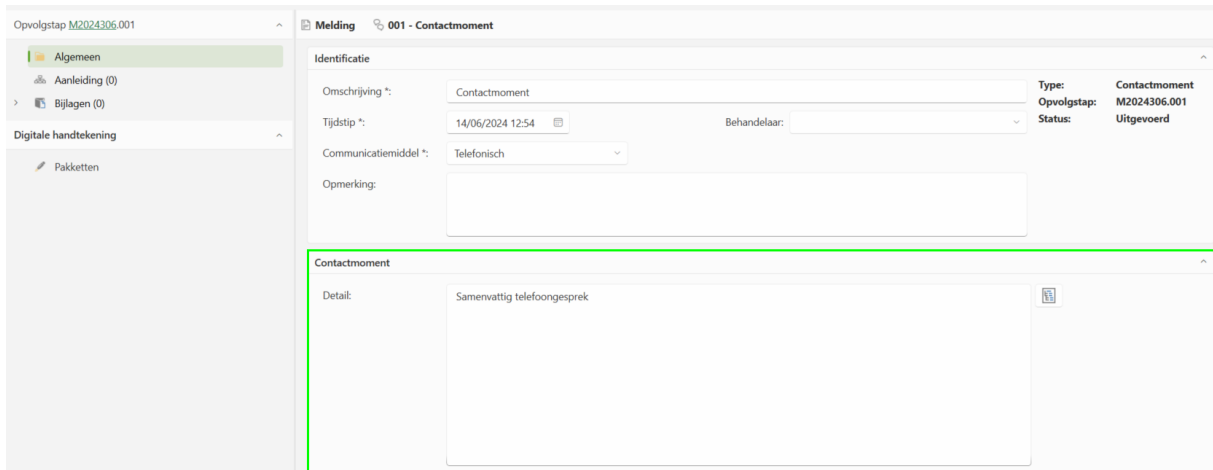 Opvolgstap M2024306.001
Algemeen
Aanleiding (0)
Bijlagen (0)
Digitale handtekening
Pakketten
Melding 001 - Contactmoment
Identificatie
Omschrijving *: Contactmoment
Tijdstip *: 14/06/2024 12:54 Behandelaar:
Communicatiemiddel *: Telefonisch
Opmerking:
Type: Contactmoment
Opvolgstap: M2024306.001
Status: Uitgevoerd
Contactmoment
Detail: Samenvattig telefoongesprek